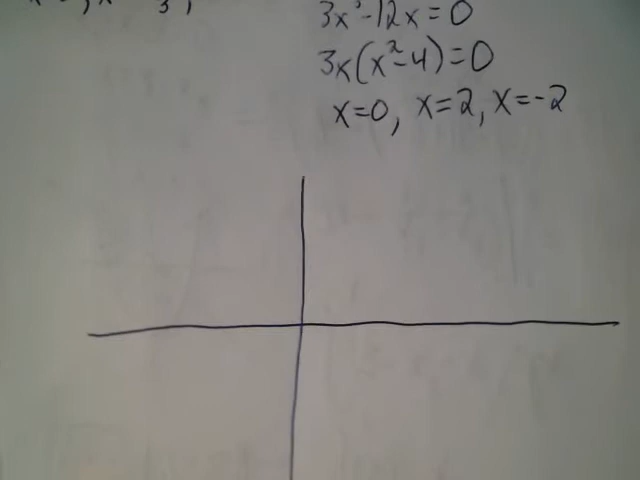 3x³-12x=0
3x(x²-4)=0
x=0, x=2, x=-2